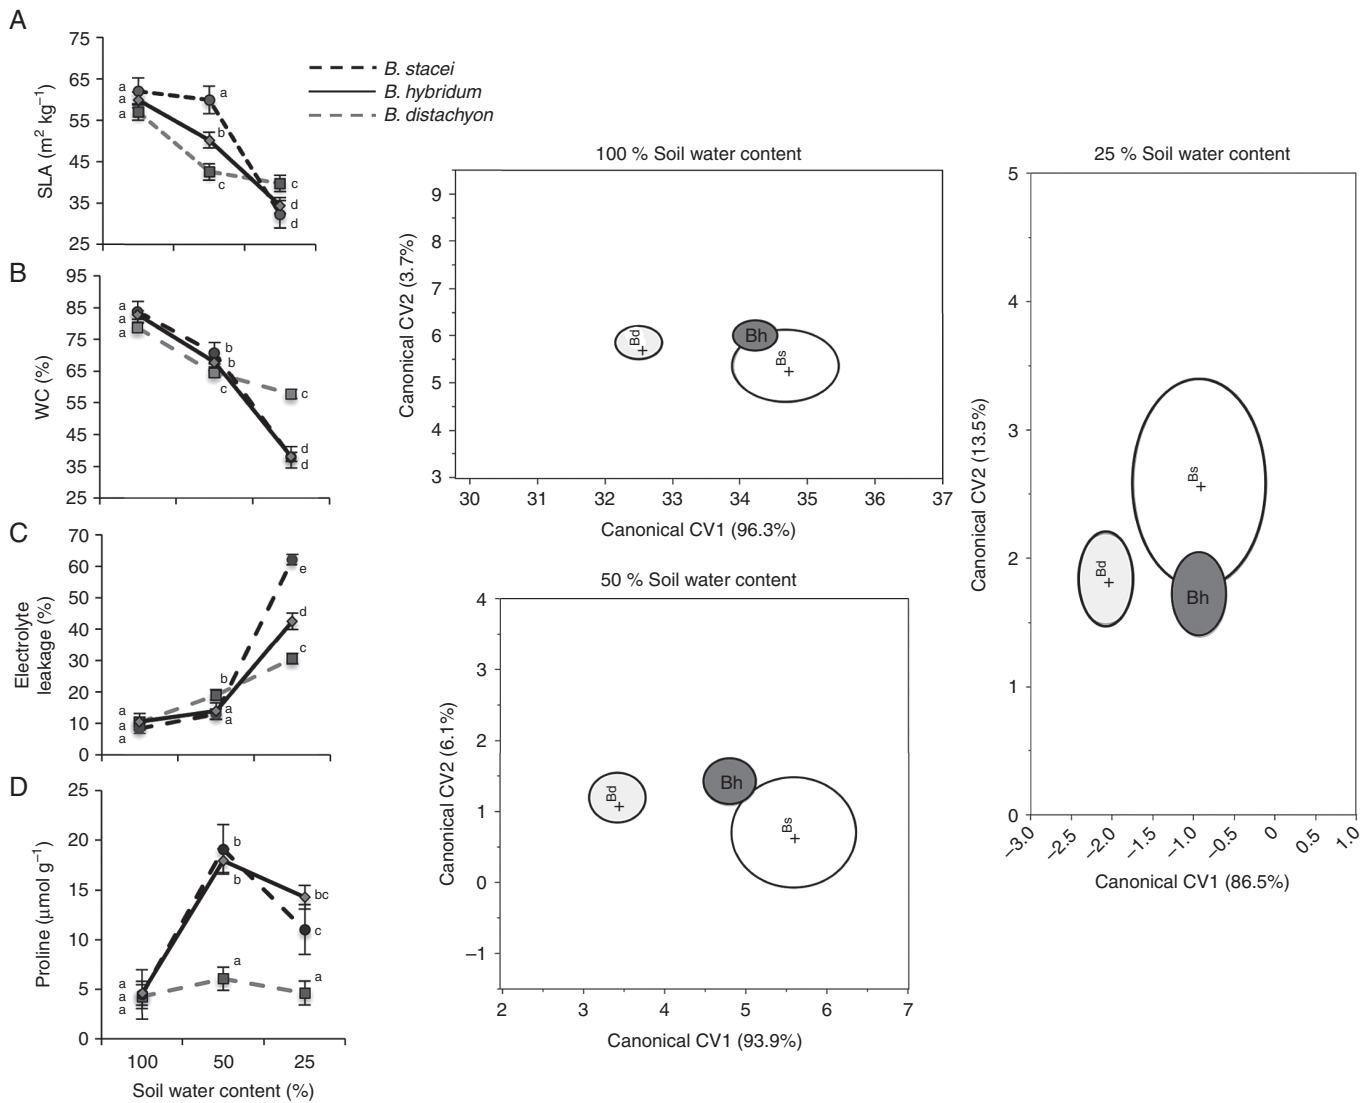 A
75
65
55
45
35
25
SLA (m² kg⁻¹)
a
a
a
a
b
c
c
d
d
B. stacei
B. hybridum
B. distachyon
B
95
85
75
65
55
45
35
25
WC (%)
a
a
a
b
b
c
c
d
d
C
70
60
50
40
30
20
10
0
Electrolyte
leakage (%)
a
a
a
b
a
a
e
d
c
D
25
20
15
10
5
0
Proline (μmol g⁻¹)
a
a
a
b
b
a
bc
c
a
100 50 25
Soil water content (%)
100 % Soil water content
9
8
7
6
5
4
3
Canonical CV2 (3.7%)
Bd
Bh
Bs
30 31 32 33 34 35 36 37
Canonical CV1 (96.3%)
50 % Soil water content
4
3
2
1
0
–1
Canonical CV2 (6.1%)
Bd
Bh
Bs
2 3 4 5 6 7
Canonical CV1 (93.9%)
25 % Soil water content
5
4
3
2
1
0
Canonical CV2 (13.5%)
Bs
Bd
Bh
–3.0 –2.5 –2.0 –1.5 –1.0 –0.5 0 0.5 1.0
Canonical CV1 (86.5%)